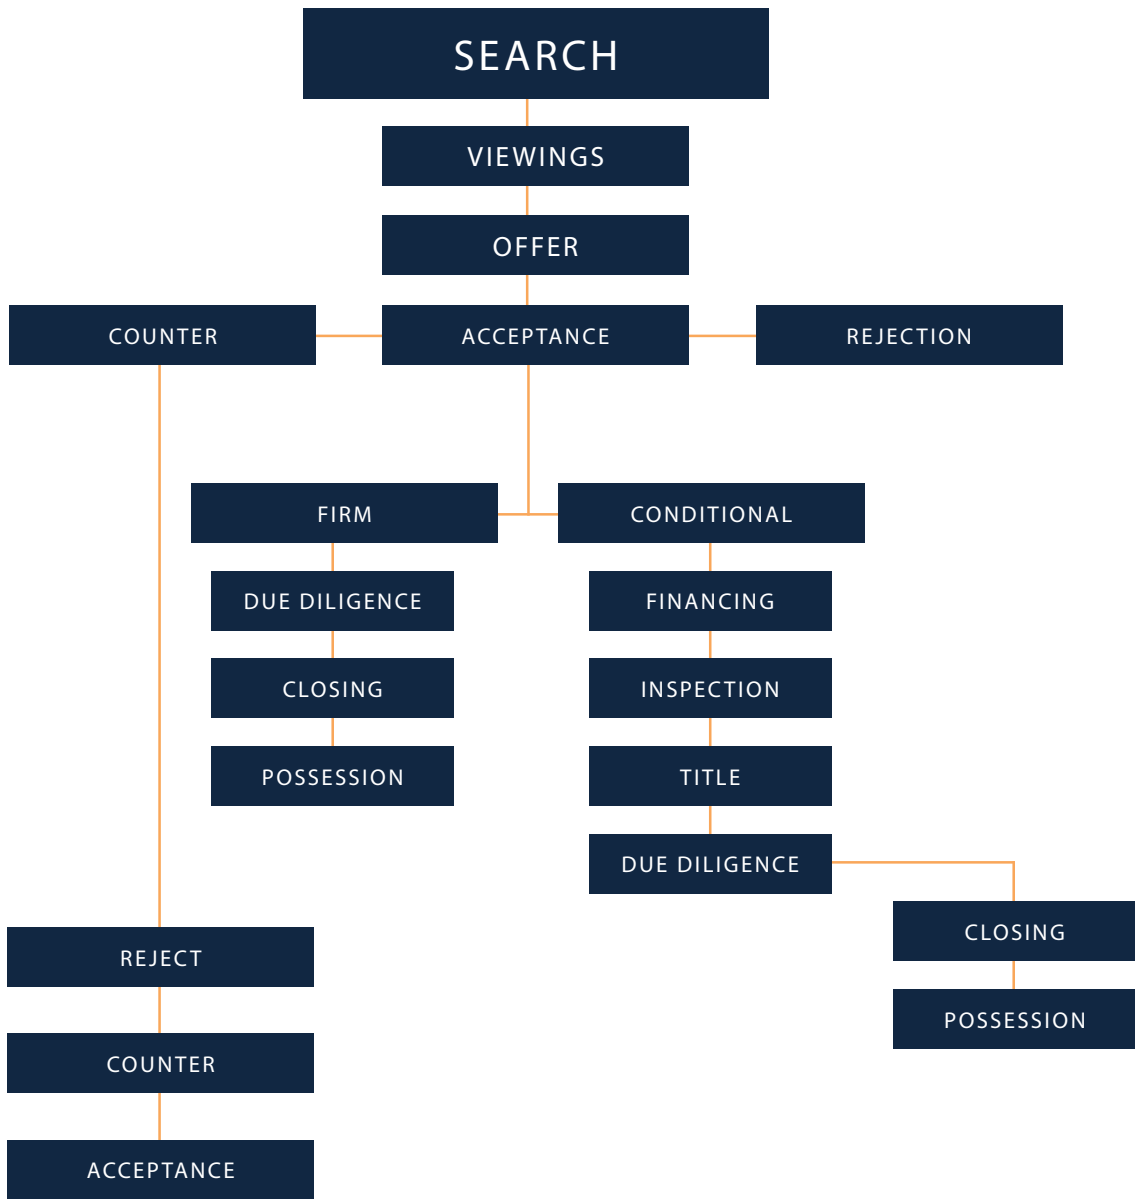 SEARCH
VIEWINGS
OFFER
COUNTER
ACCEPTANCE
REJECTION
FIRM
CONDITIONAL
DUE DILIGENCE
FINANCING
CLOSING
INSPECTION
POSSESSION
TITLE
DUE DILIGENCE
CLOSING
POSSESSION
REJECT
COUNTER
ACCEPTANCE